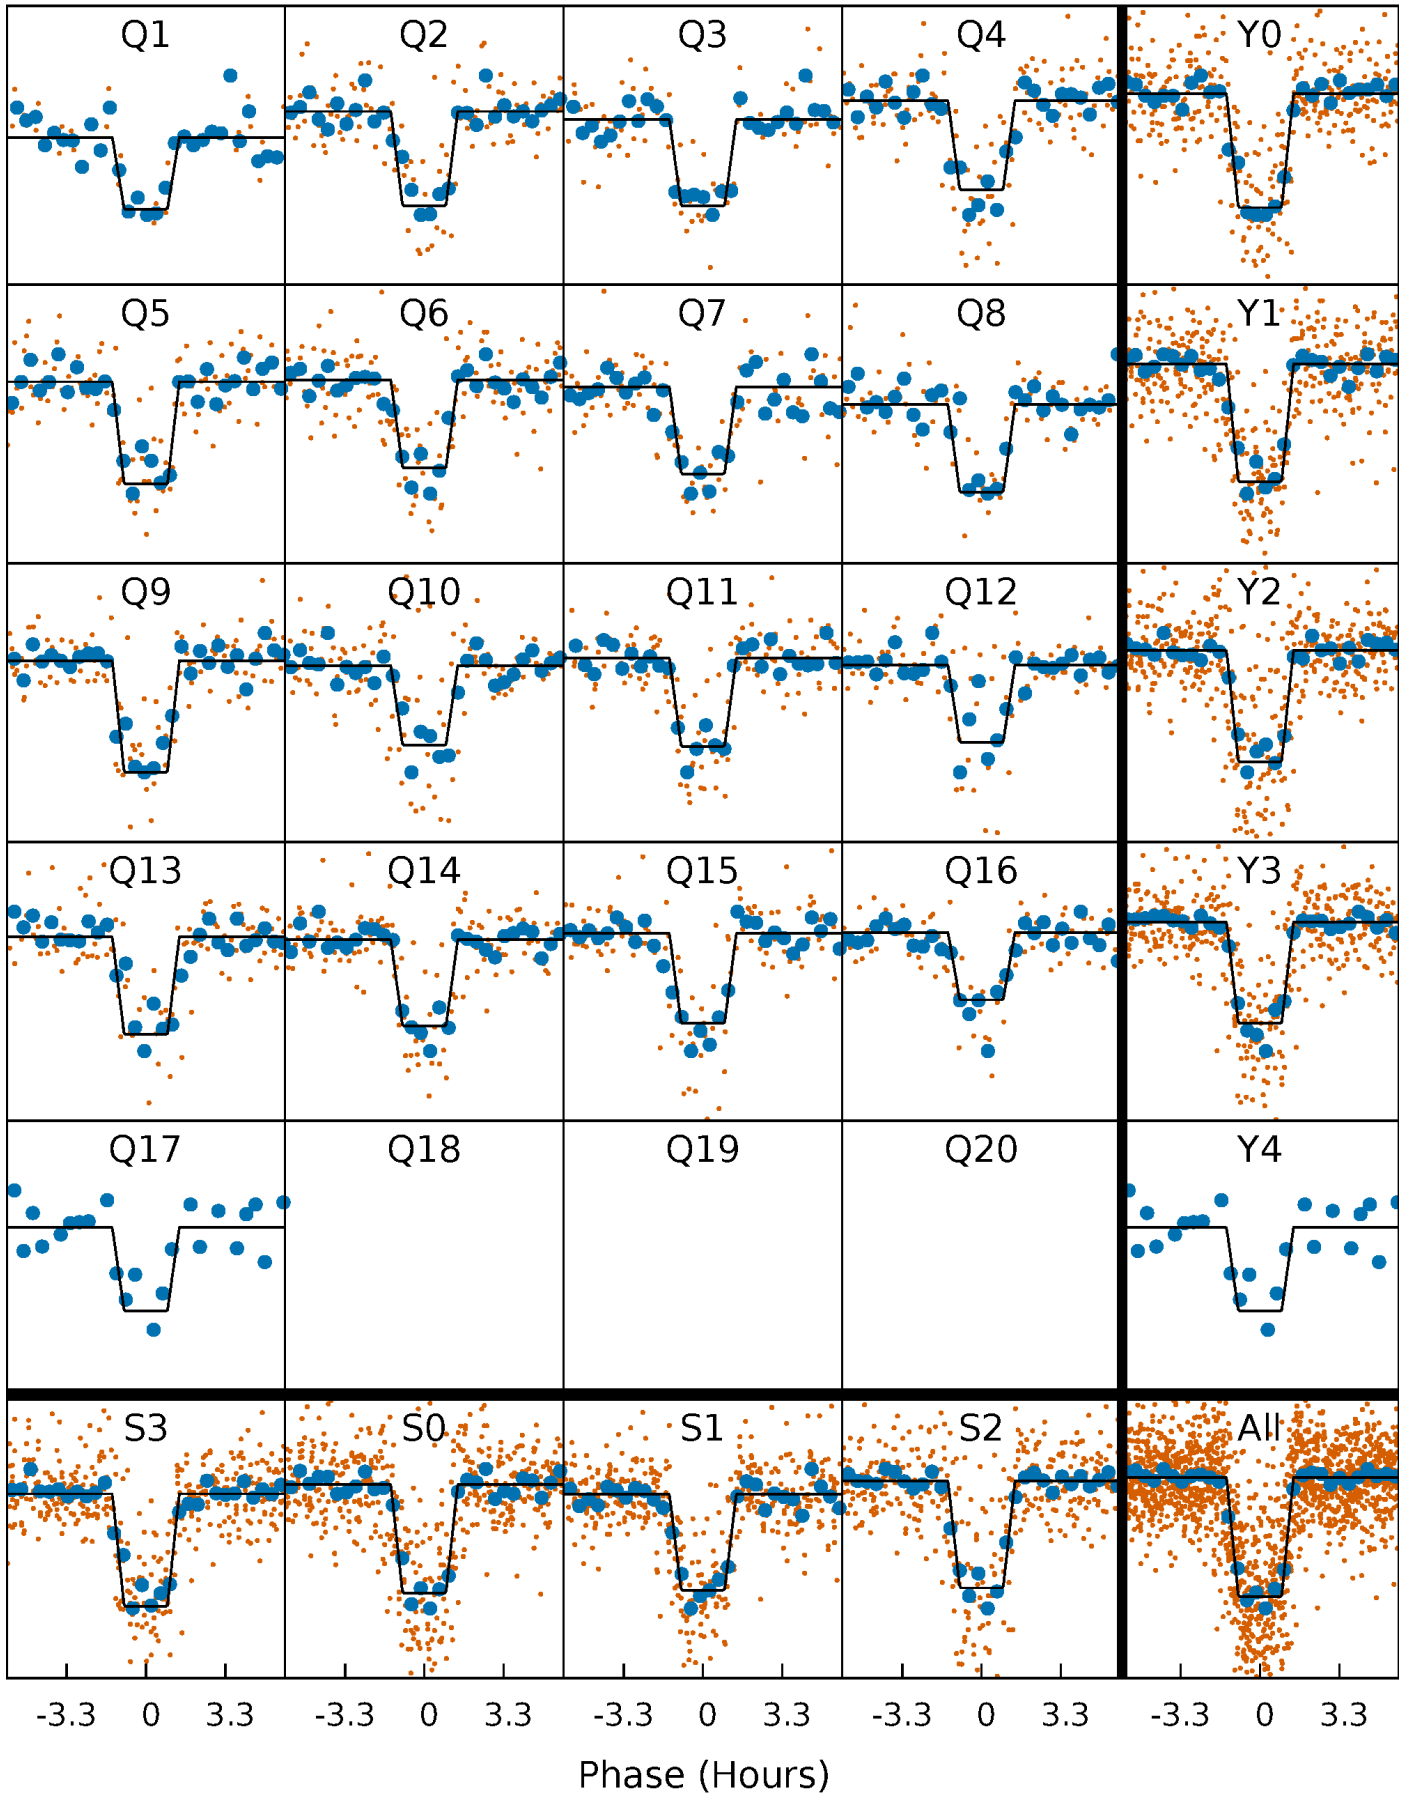 Q1 Q2 Q3 Q4 Y0
Q5 Q6 Q7 Q8 Y1
Q9 Q10 Q11 Q12 Y2
Q13 Q14 Q15 Q16 Y3
Q17 Q18 Q19 Q20 Y4
S3 S0 S1 S2 All
-3.3 0 3.3 -3.3 0 3.3 -3.3 0 3.3 -3.3 0 3.3 -3.3 0 3.3
Phase (Hours)